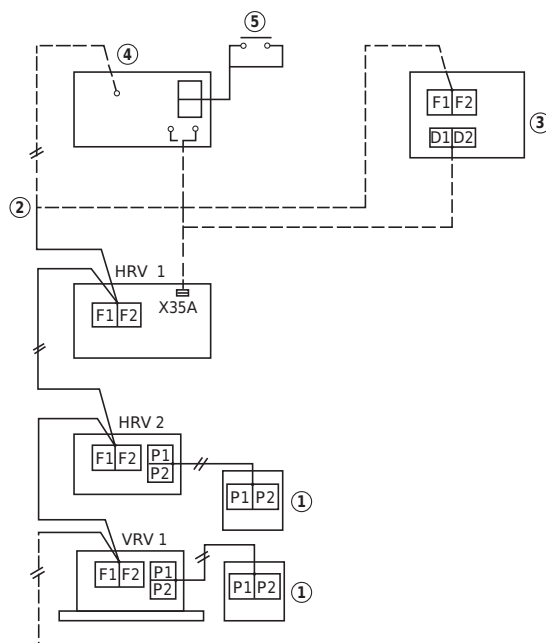 5
4
F1 F2
3
D1 D2
2
HRV 1
F1 F2
X35A
HRV 2
F1 F2
P1
P2
P1 P2
1
VRV 1
F1 F2
P1
P2
P1 P2
1